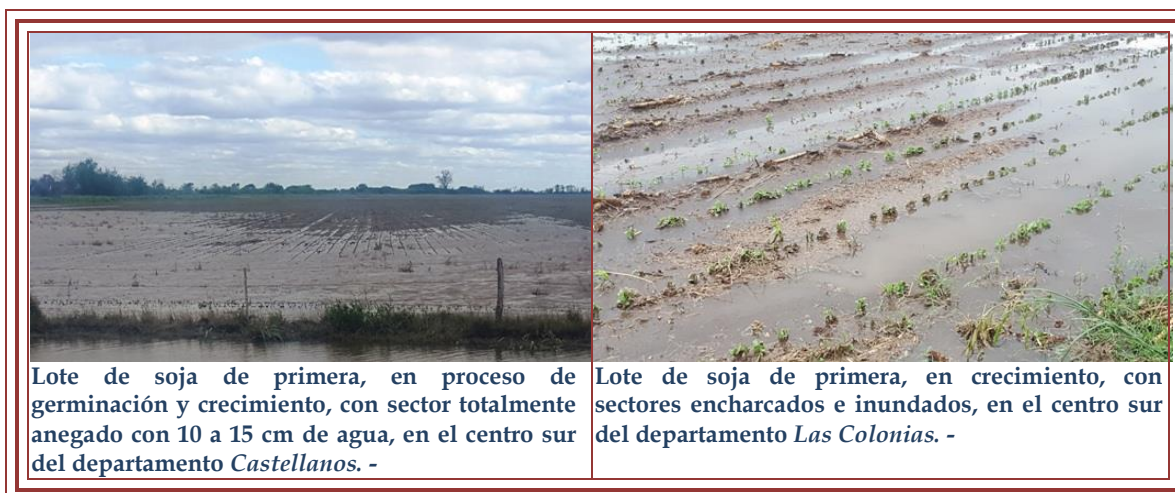 Lote de soja de primera, en proceso de
germinación y crecimiento, con sector totalmente
anegado con 10 a 15 cm de agua, en el centro sur
del departamento Castellanos. -
Lote de soja de primera, en crecimiento, con
sectores encharcados e inundados, en el centro sur
del departamento Las Colonias. -